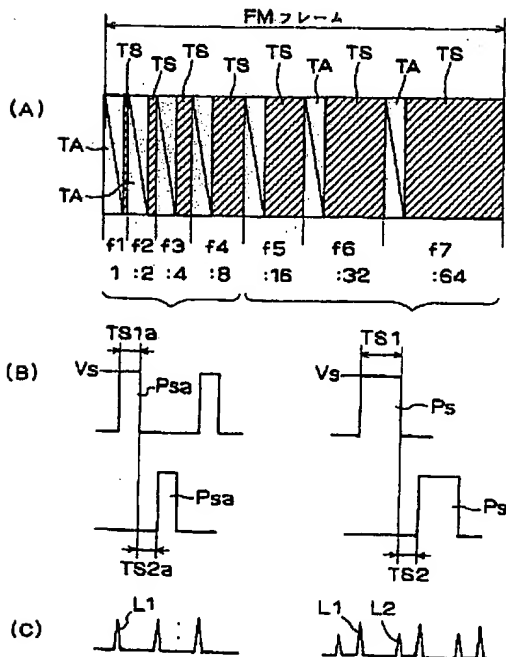 FMフレーム
TS
TS TS TS TS TA TS TA TS
(A)
TA
TA
f1 f2 f3 f4 f5 f6 f7
1 :2 :4 :8 :16 :32 :64
TS1a TS1
(B)
Vs Psa Vs Ps
Psa Ps
TS2a TS2
(C)
L1 L1 L2